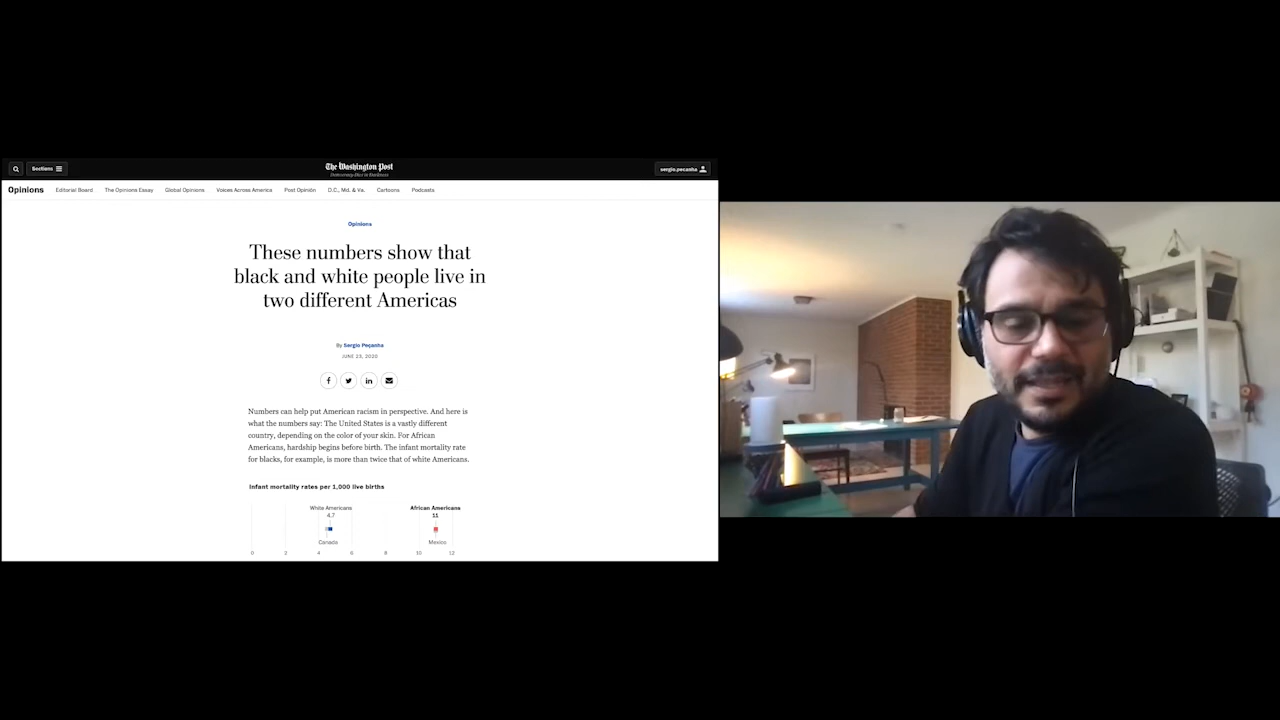 Sections
The Washington Post
Democracy Dies in Darkness
sergio.pecanha
Opinions
Editorial Board
The Opinions Essay
Global Opinions
Voices Across America
Post Opinión
D.C., Md. & Va.
Cartoons
Podcasts
Opinions
These numbers show that
black and white people live in
two different Americas
By Sergio Peçanha
JUNE 23, 2020
Numbers can help put American racism in perspective. And here is
what the numbers say: The United States is a vastly different
country, depending on the color of your skin. For African
Americans, hardship begins before birth. The infant mortality rate
for blacks, for example, is more than twice that of white Americans.
Infant mortality rates per 1,000 live births
White Americans
4.7
African Americans
11
Canada
Mexico
0 2 4 6 8 10 12